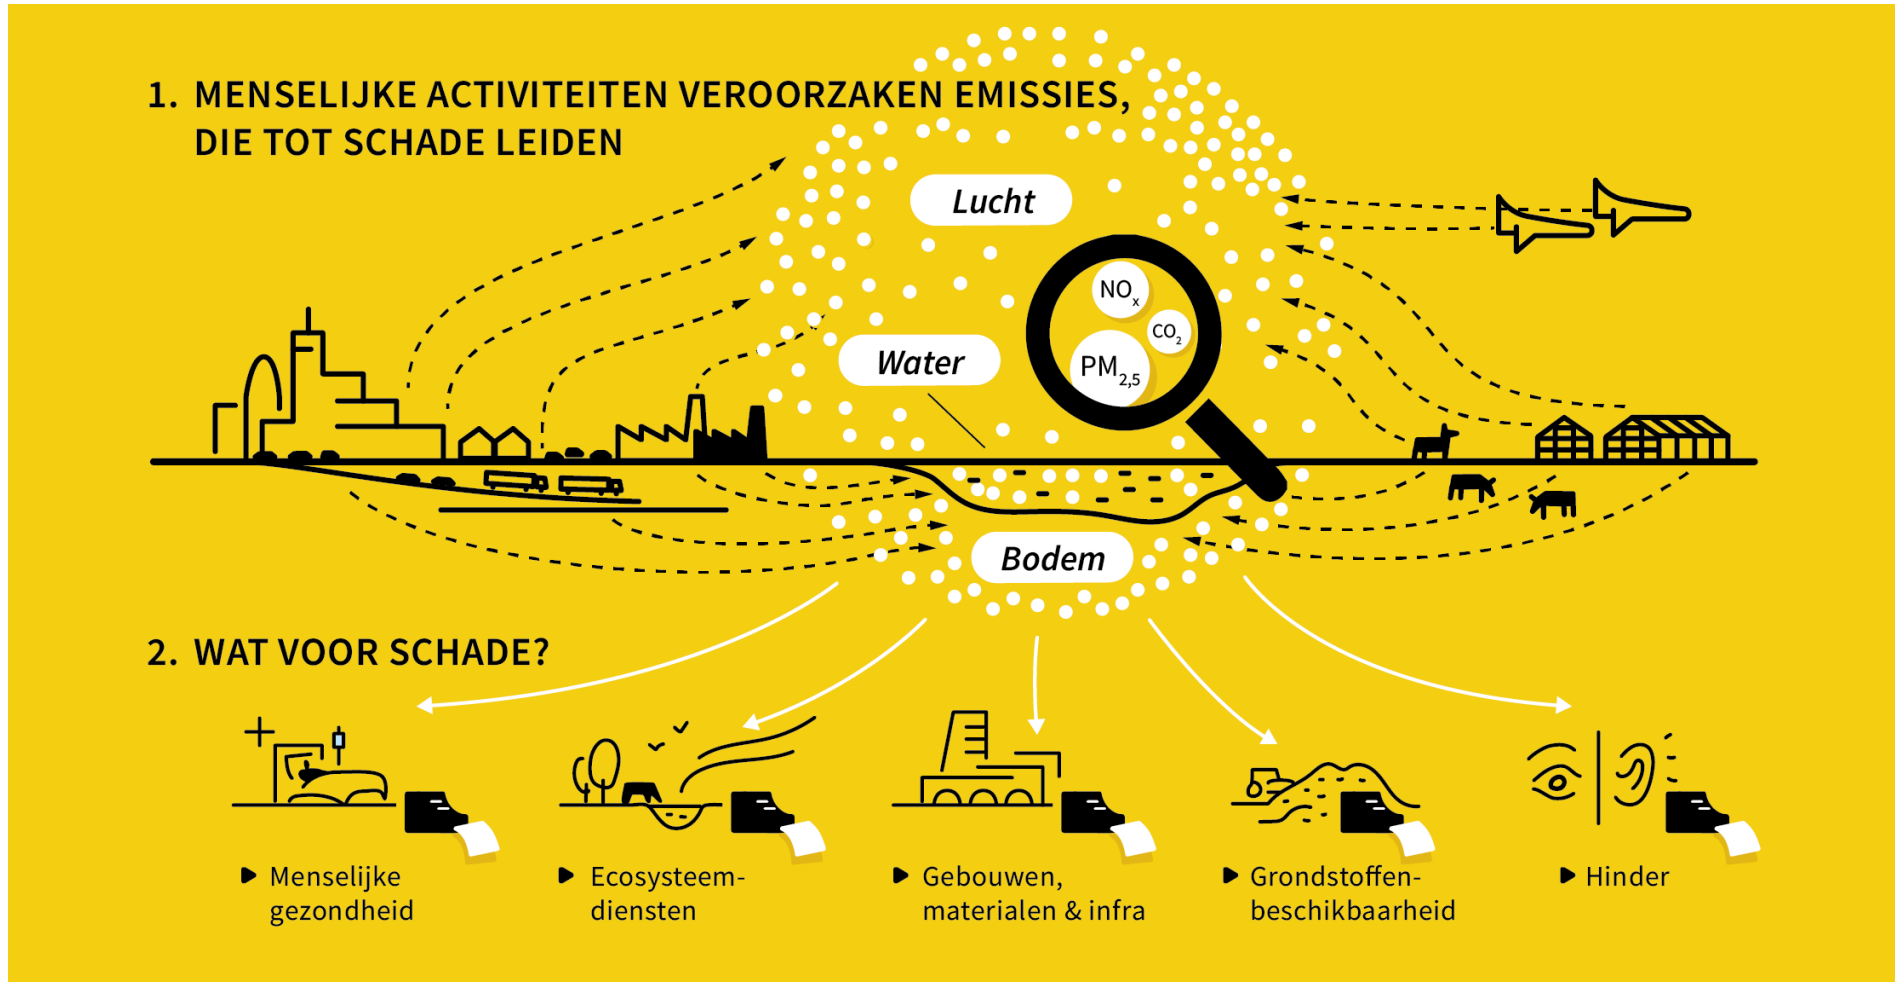 1. MENSELIJKE ACTIVITEITEN VEROORZAKEN EMISSIES,
DIE TOT SCHADE LEIDEN
Lucht
NOx
CO2
PM2,5
Water
Bodem
2. WAT VOOR SCHADE?
Menselijke
gezondheid
Ecosysteem-
diensten
Gebouwen,
materialen & infra
Grondstoffen-
beschikbaarheid
Hinder